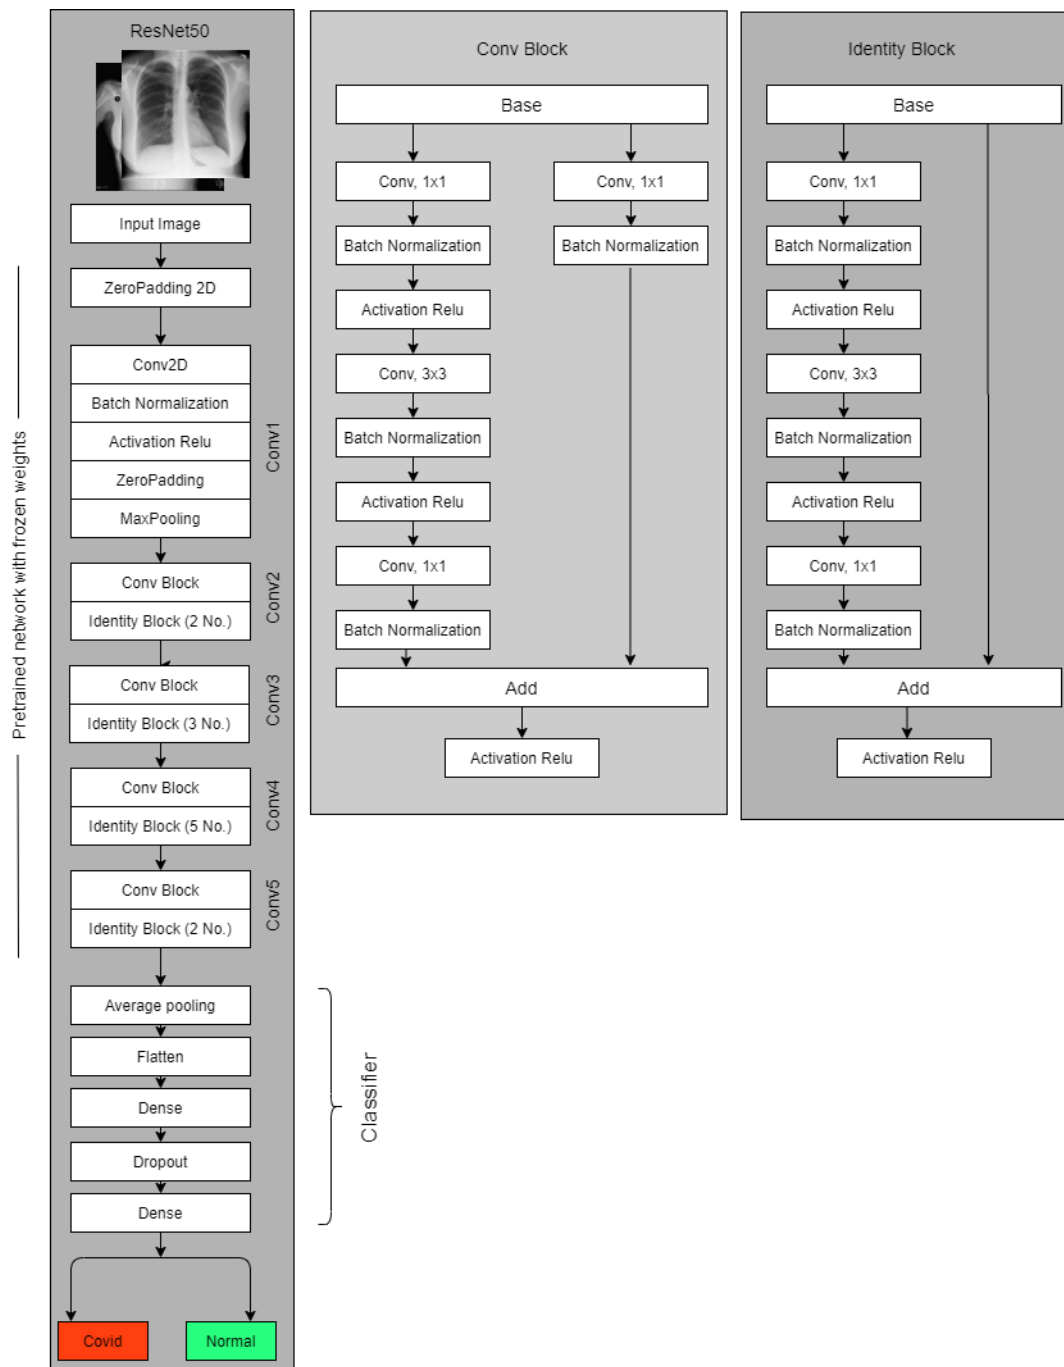 ResNet50
Input Image
ZeroPadding 2D
Conv2D
Batch Normalization
Activation Relu
ZeroPadding
MaxPooling
Conv1
Conv Block
Identity Block (2 No.)
Conv2
Conv Block
Identity Block (3 No.)
Conv3
Conv Block
Identity Block (5 No.)
Conv4
Conv Block
Identity Block (2 No.)
Conv5
Pretrained network with frozen weights
Average pooling
Flatten
Dense
Dropout
Dense
Classifier
Covid
Normal
Conv Block
Base
Conv, 1x1
Batch Normalization
Activation Relu
Conv, 3x3
Batch Normalization
Activation Relu
Conv, 1x1
Batch Normalization
Conv, 1x1
Batch Normalization
Add
Activation Relu
Identity Block
Base
Conv, 1x1
Batch Normalization
Activation Relu
Conv, 3x3
Batch Normalization
Activation Relu
Conv, 1x1
Batch Normalization
Add
Activation Relu